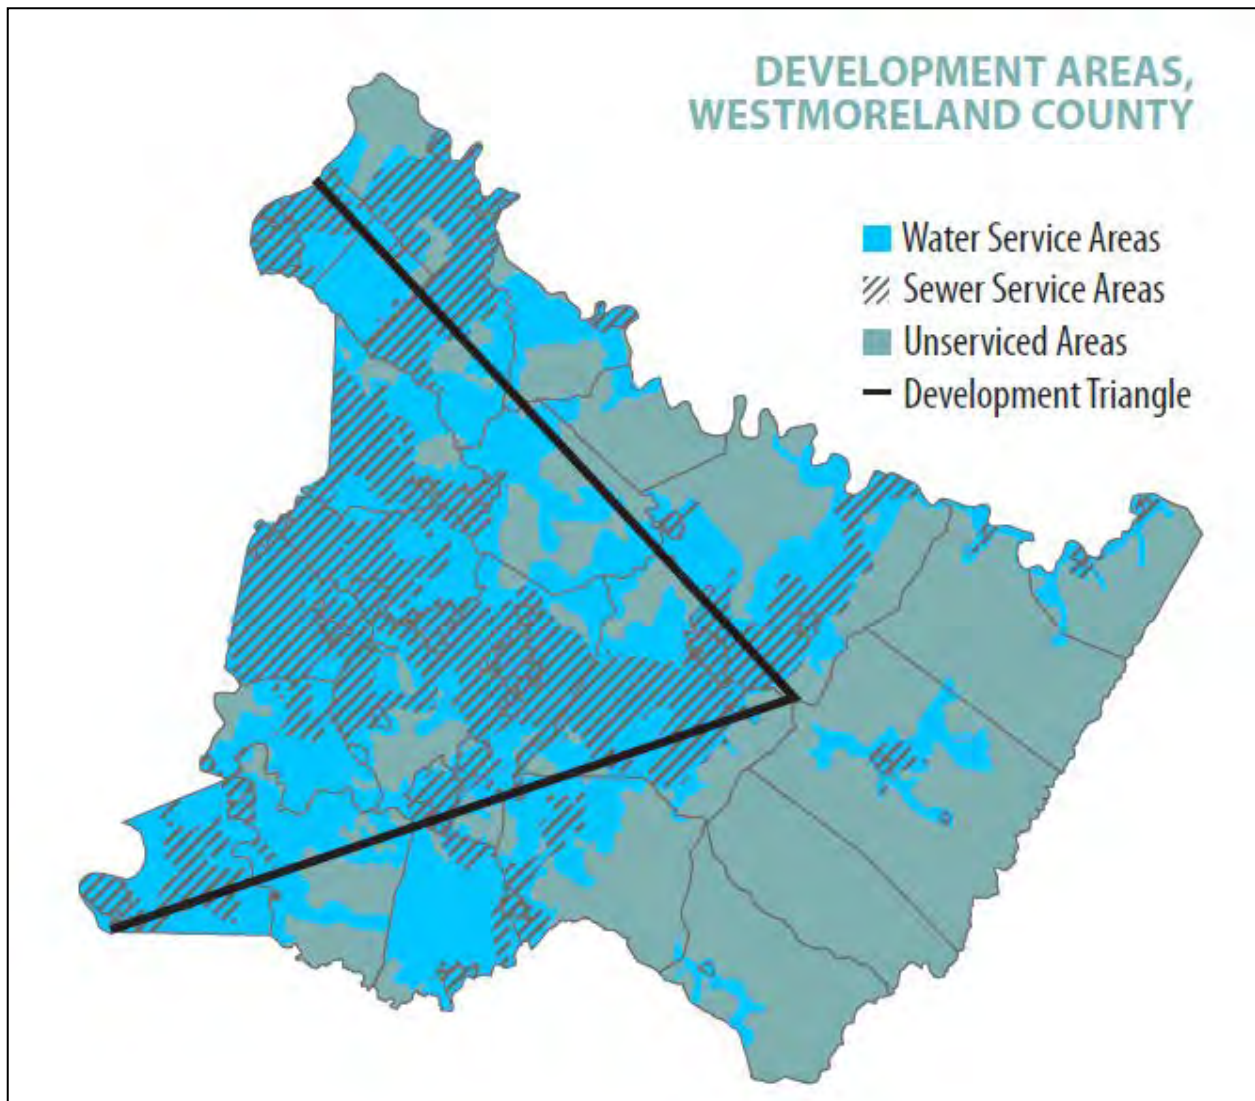 DEVELOPMENT AREAS,
WESTMORELAND COUNTY
Water Service Areas
Sewer Service Areas
Unserviced Areas
Development Triangle